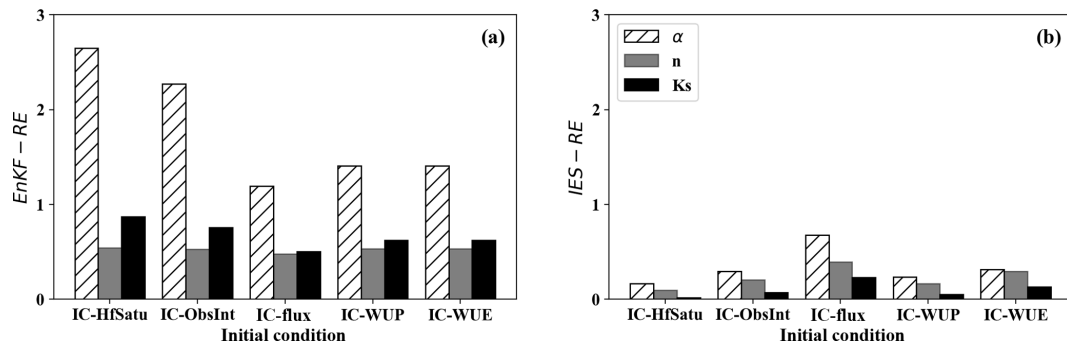 3
(a)
2
1
0
EnKF − RE
IC-HfSatu IC-ObsInt IC-flux IC-WUP IC-WUE
Initial condition
3
(b)
α
n
Ks
2
1
0
IES − RE
IC-HfSatu IC-ObsInt IC-flux IC-WUP IC-WUE
Initial condition